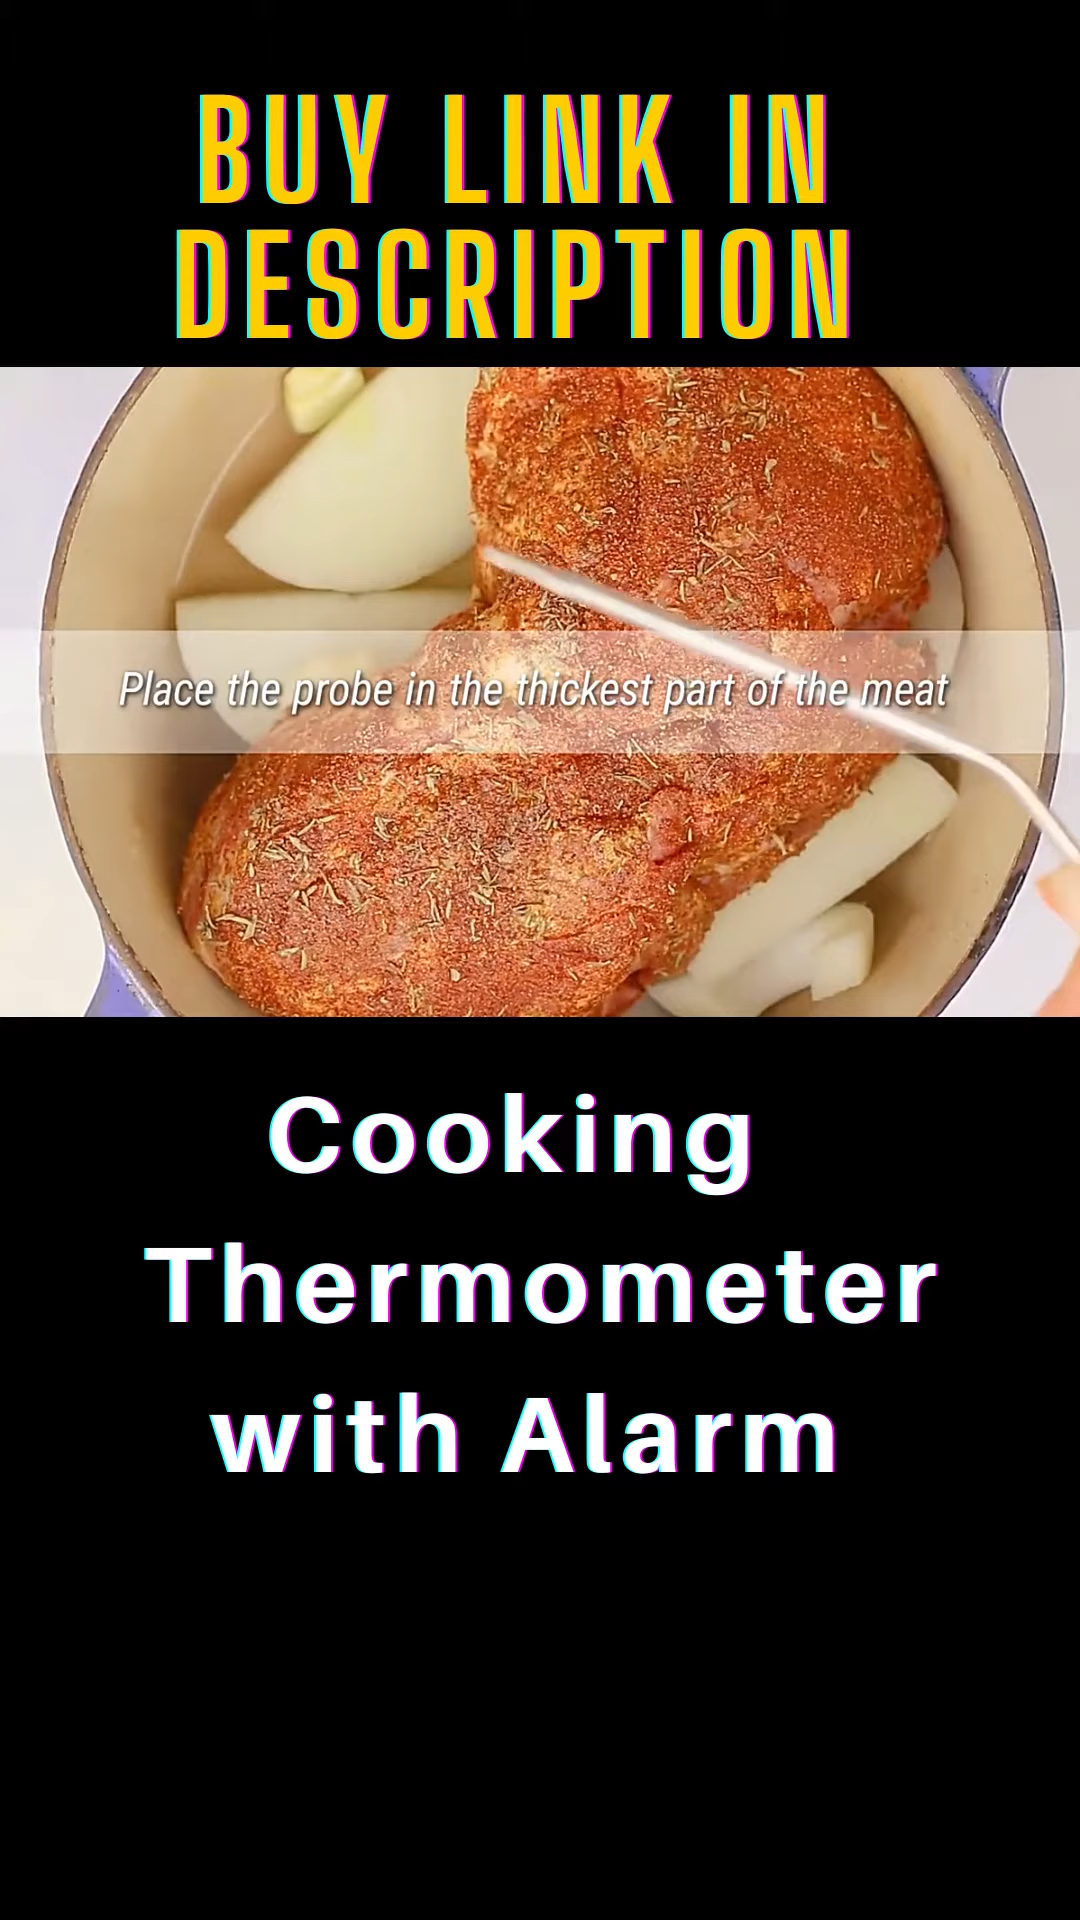 BUY LINK IN
DESCRIPTION
Place the probe in the thickest part of the meat
Cooking
Thermometer
with Alarm